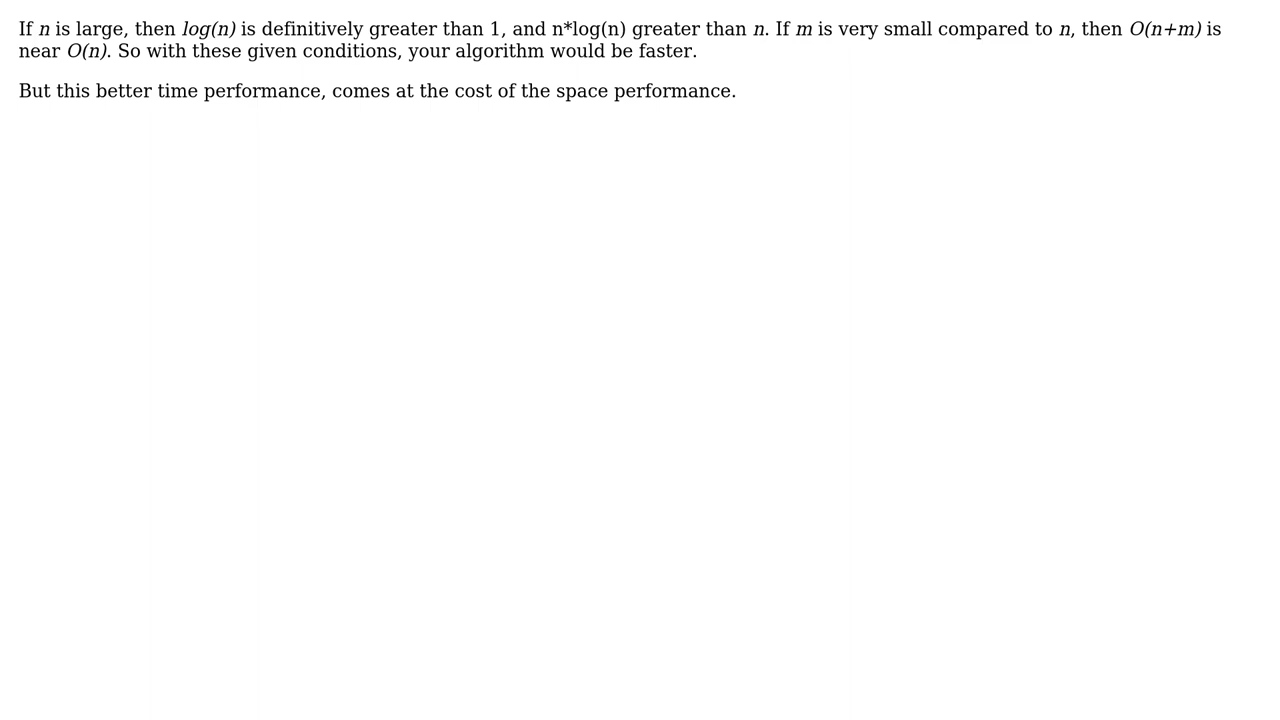 If n is large, then log(n) is definitively greater than 1, and n*log(n) greater than n. If m is very small compared to n, then O(n+m) is
near O(n). So with these given conditions, your algorithm would be faster.
But this better time performance, comes at the cost of the space performance.